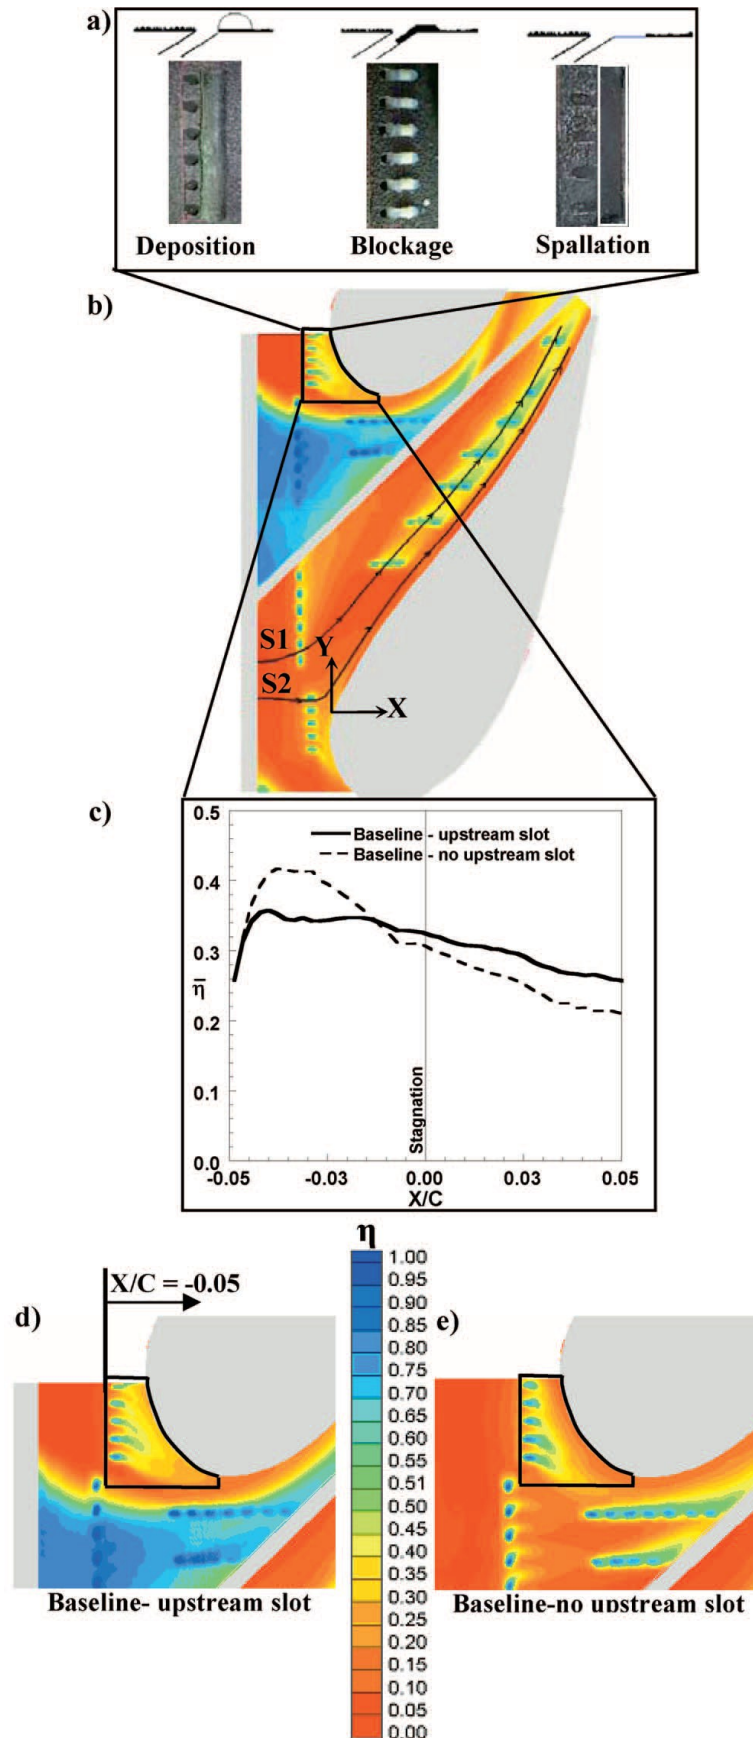 a)
Deposition
Blockage
Spallation
b)
S1
S2
Y
X
c)
0.5
0.4
0.3
0.2
0.1
0.0
η̅
Baseline - upstream slot
Baseline - no upstream slot
Stagnation
-0.05
-0.03
0.00
0.03
0.05
X/C
η
X/C = -0.05
d)
e)
1.00
0.95
0.90
0.85
0.80
0.75
0.70
0.65
0.60
0.55
0.51
0.50
0.45
0.40
0.35
0.30
0.25
0.20
0.15
0.10
0.05
0.00
Baseline- upstream slot
Baseline-no upstream slot